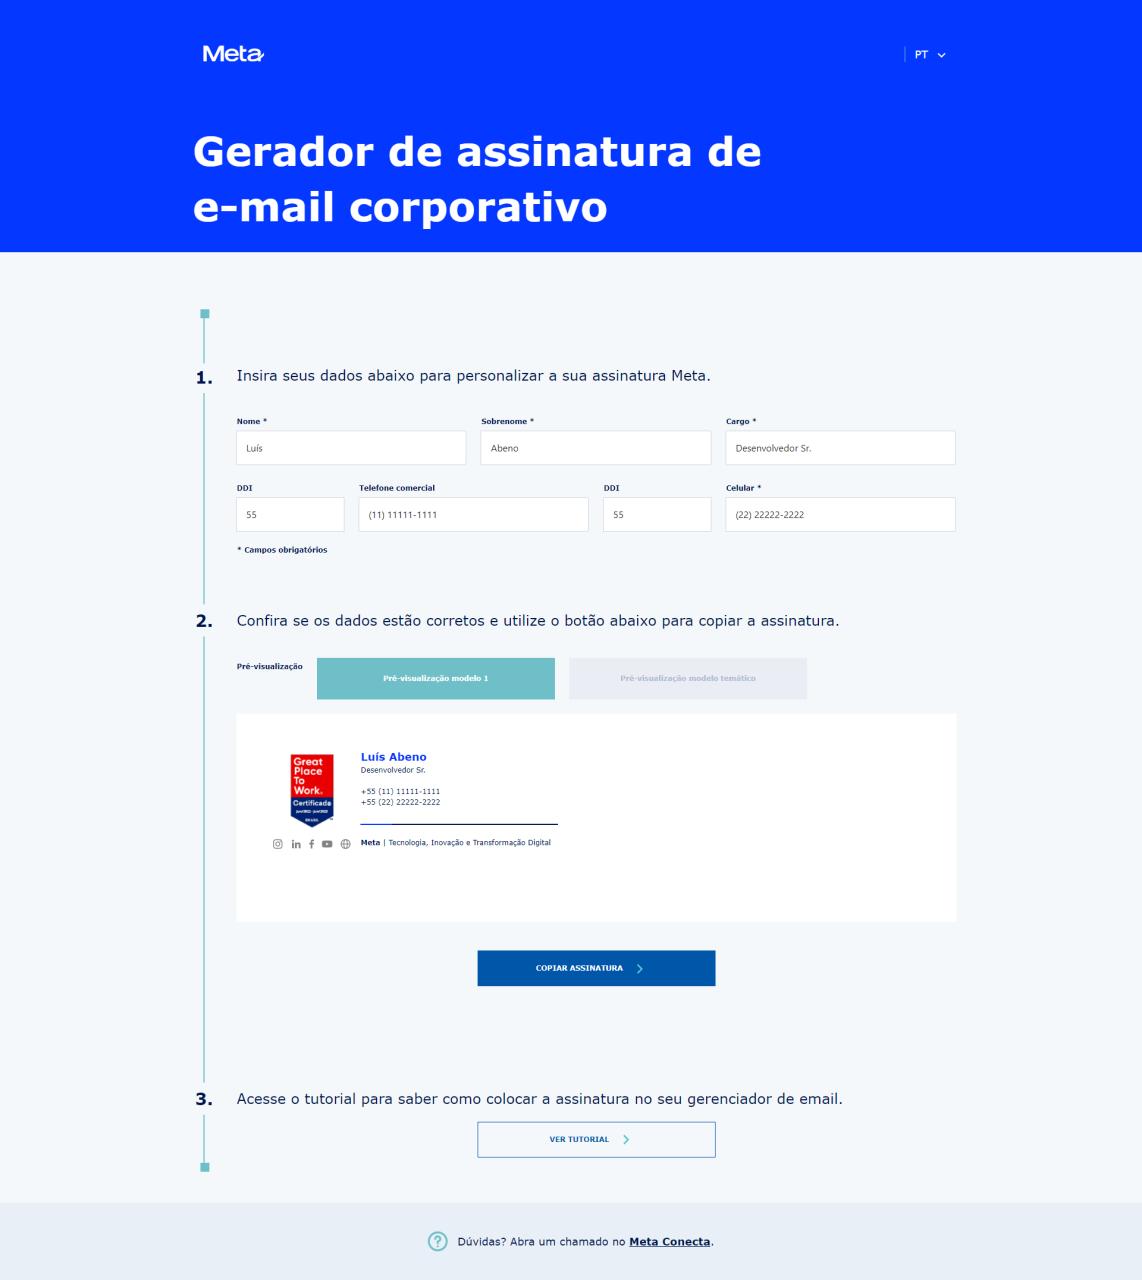 Meta
PT
Gerador de assinatura de
e-mail corporativo
1. Insira seus dados abaixo para personalizar a sua assinatura Meta.
Nome * Sobrenome * Cargo *
Luís Abeno Desenvolvedor Sr.
DDI Telefone comercial DDI Celular *
55 (11) 11111-1111 55 (22) 22222-2222
* Campos obrigatórios
2. Confira se os dados estão corretos e utilize o botão abaixo para copiar a assinatura.
Pré-visualização Pré-visualização modelo 1 Pré-visualização modelo temático
Great
Place
To
Work.
Certificada
BRASIL
Luís Abeno
Desenvolvedor Sr.
+55 (11) 11111-1111
+55 (22) 22222-2222
Meta | Tecnologia, Inovação e Transformação Digital
COPIAR ASSINATURA
3. Acesse o tutorial para saber como colocar a assinatura no seu gerenciador de email.
VER TUTORIAL
Dúvidas? Abra um chamado no Meta Conecta.